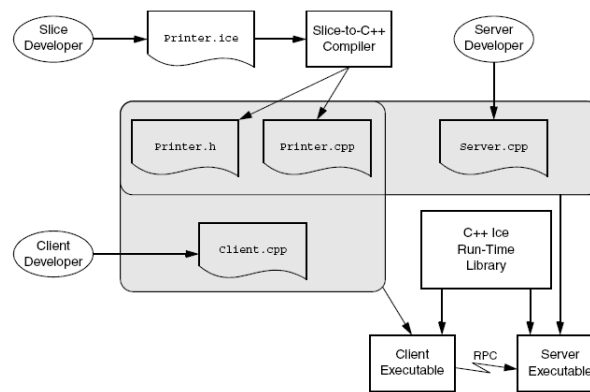 Slice
Developer
Printer.ice
Slice-to-C++
Compiler
Server
Developer
Printer.h
Printer.cpp
Server.cpp
Client
Developer
Client.cpp
C++ Ice
Run-Time
Library
Client
Executable
RPC
Server
Executable